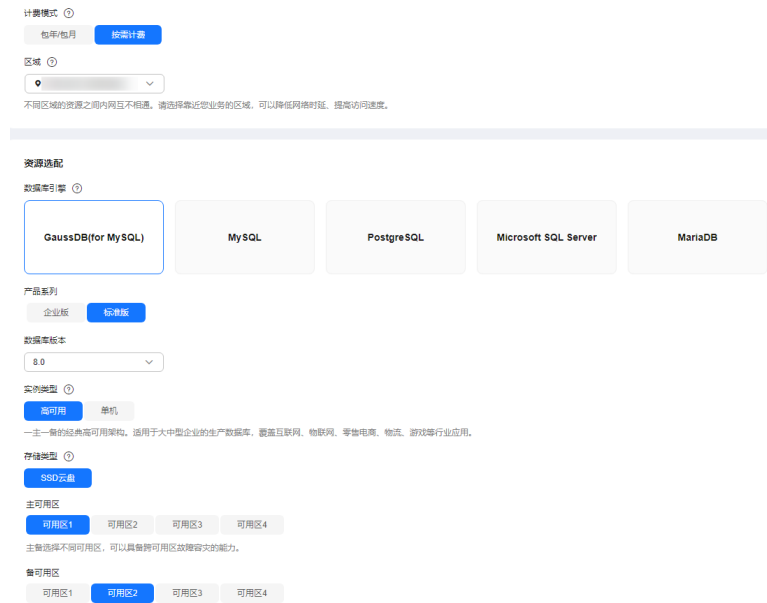 计费模式
包年/包月 按需计费
区域
不同区域的资源之间内网互不相通。请选择靠近您业务的区域，可以降低网络时延、提高访问速度。
资源选配
数据库引擎
GaussDB(for MySQL) MySQL PostgreSQL Microsoft SQL Server MariaDB
产品系列
企业版 标准版
数据库版本
8.0
实例类型
高可用 单机
一主一备的经典高可用架构。适用于大中型企业的生产数据库，覆盖互联网、物联网、零售电商、物流、游戏等行业应用。
存储类型
SSD云盘
主可用区
可用区1 可用区2 可用区3 可用区4
主备选择不同可用区，可以具备跨可用区故障容灾的能力。
备可用区
可用区1 可用区2 可用区3 可用区4